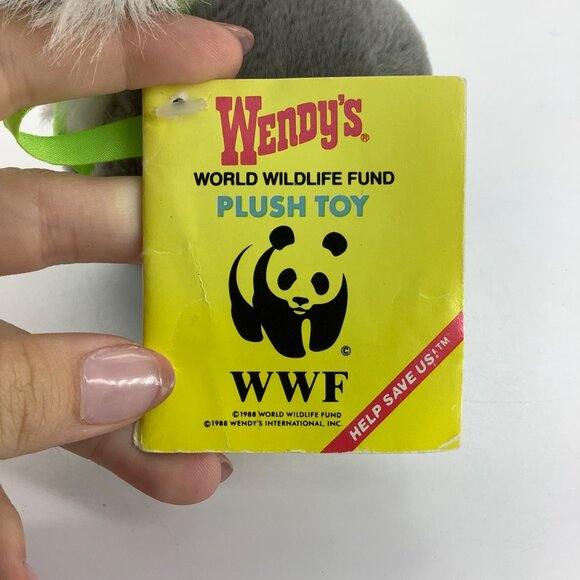 WENDY'S®
WORLD WILDLIFE FUND
PLUSH TOY
©
WWF
HELP SAVE US!™
©1988 WORLD WILDLIFE FUND
©1988 WENDY'S INTERNATIONAL, INC.